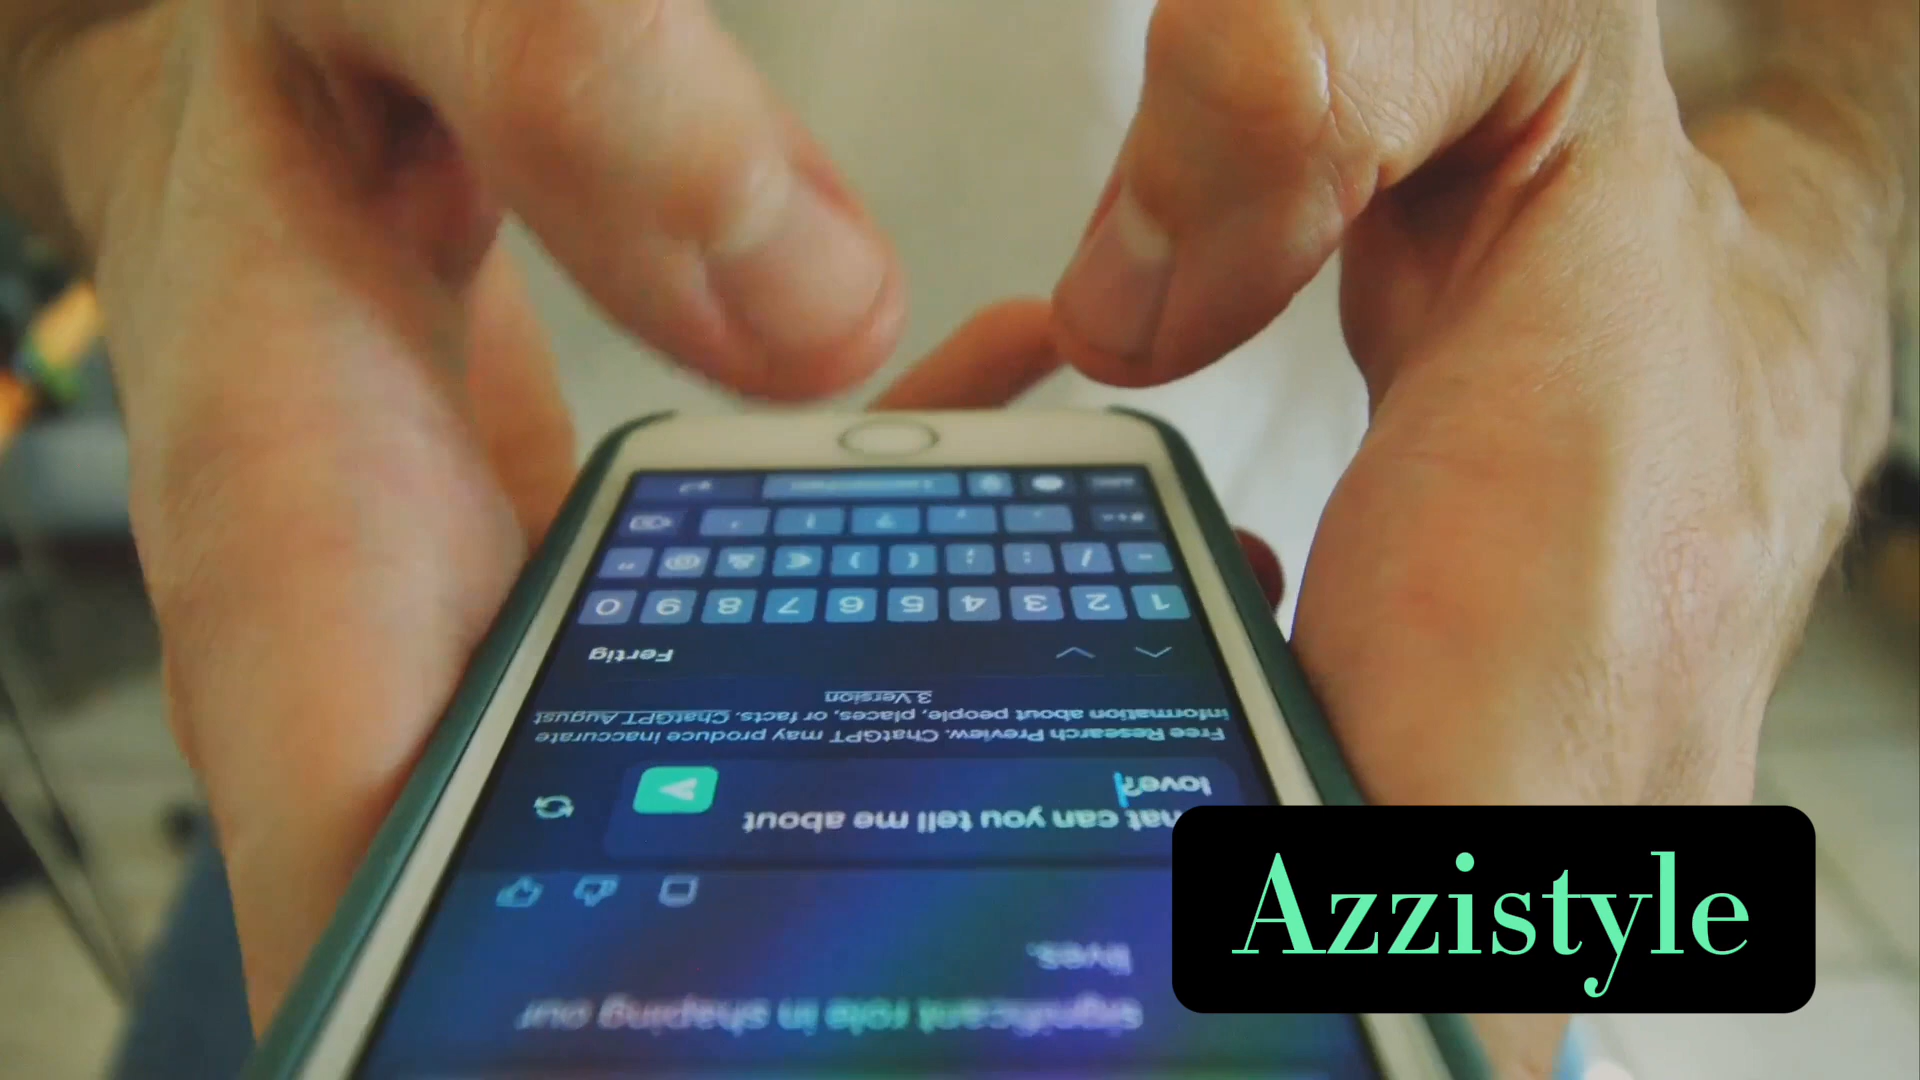 significant role in shaping our
lives.
hat can you tell me about
love?
Free Research Preview. ChatGPT may produce inaccurate
information about people, places, or facts. ChatGPT August
3 Version
Fertig
1 2 3 4 5 6 7 8 9 0
- / : ; ( ) € & @ "
#+= . , ? ! '
Azzistyle